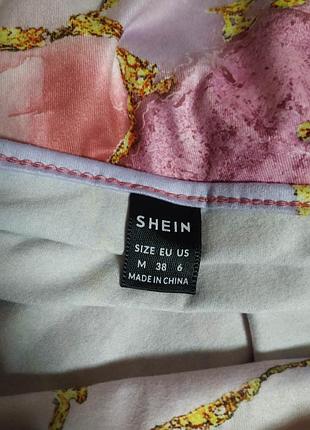 SHEIN
SIZE EU US
M 38 6
MADE IN CHINA